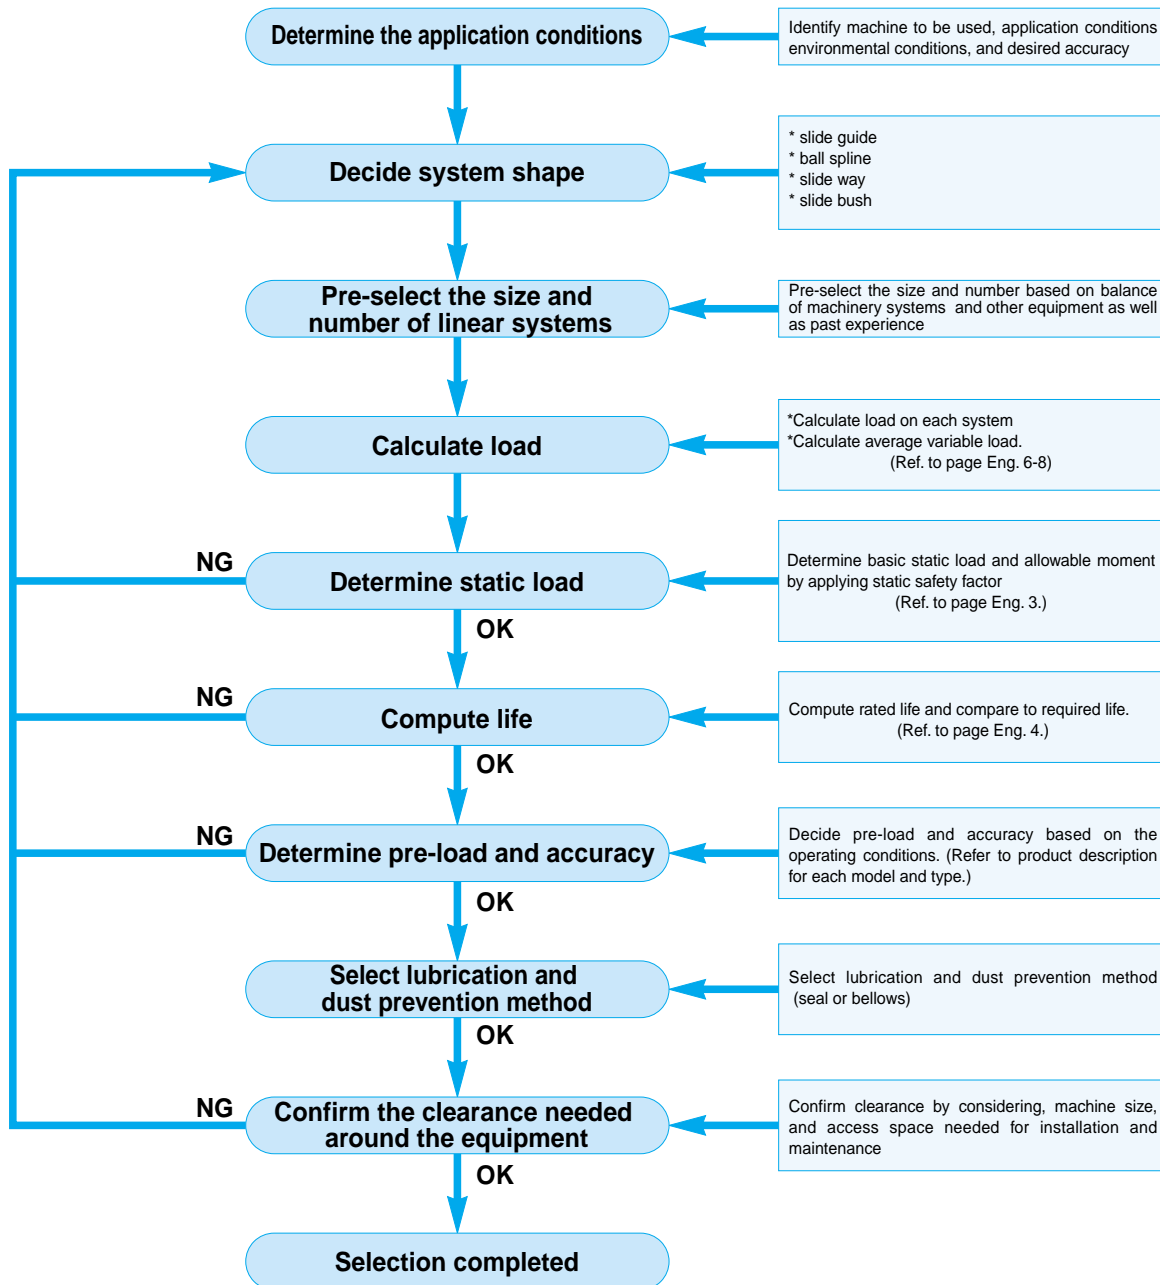 Determine the application conditions
Identify machine to be used, application conditions
environmental conditions, and desired accuracy
Decide system shape
* slide guide
* ball spline
* slide way
* slide bush
Pre-select the size and
number of linear systems
Pre-select the size and number based on balance
of machinery systems and other equipment as well
as past experience
Calculate load
*Calculate load on each system
*Calculate average variable load.
(Ref. to page Eng. 6-8)
NG
Determine static load
Determine basic static load and allowable moment
by applying static safety factor
(Ref. to page Eng. 3.)
OK
NG
Compute life
Compute rated life and compare to required life.
(Ref. to page Eng. 4.)
OK
NG
Determine pre-load and accuracy
Decide pre-load and accuracy based on the
operating conditions. (Refer to product description
for each model and type.)
OK
Select lubrication and
dust prevention method
Select lubrication and dust prevention method
(seal or bellows)
OK
NG
Confirm the clearance needed
around the equipment
Confirm clearance by considering, machine size,
and access space needed for installation and
maintenance
OK
Selection completed